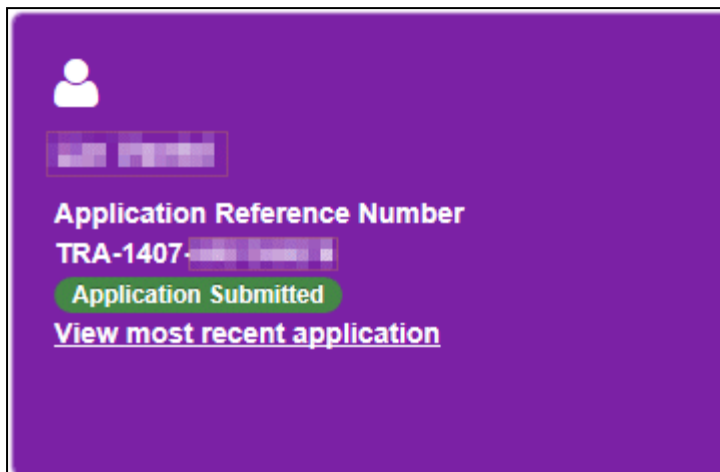 Application Reference Number
TRA-1407-
Application Submitted
View most recent application